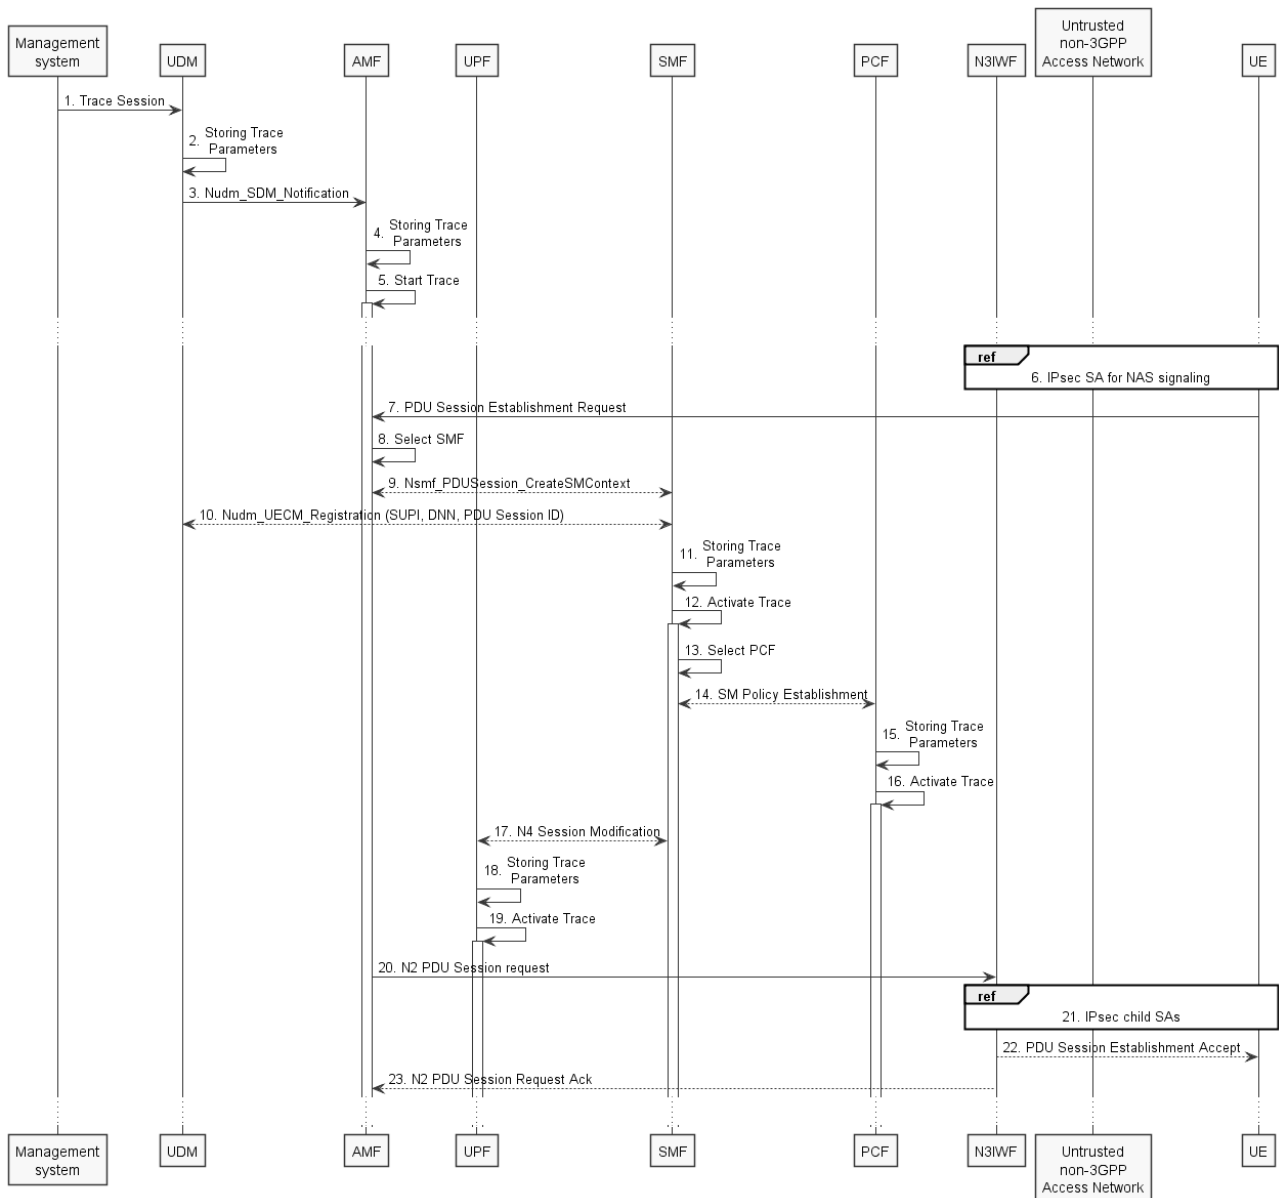 Untrusted
non-3GPP
Access Network
Management
system
UDM
AMF
UPF
SMF
PCF
N3IWF
UE
1. Trace Session
2. Storing Trace
Parameters
3. Nudm_SDM_Notification
4. Storing Trace
Parameters
5. Start Trace
ref
6. IPsec SA for NAS signaling
7. PDU Session Establishment Request
8. Select SMF
9. Nsmf_PDUSession_CreateSMContext
10. Nudm_UECM_Registration (SUPI, DNN, PDU Session ID)
11. Storing Trace
Parameters
12. Activate Trace
13. Select PCF
14. SM Policy Establishment
15. Storing Trace
Parameters
16. Activate Trace
17. N4 Session Modification
18. Storing Trace
Parameters
19. Activate Trace
20. N2 PDU Session request
ref
21. IPsec child SAs
22. PDU Session Establishment Accept
23. N2 PDU Session Request Ack
Management
system
UDM
AMF
UPF
SMF
PCF
N3IWF
Untrusted
non-3GPP
Access Network
UE